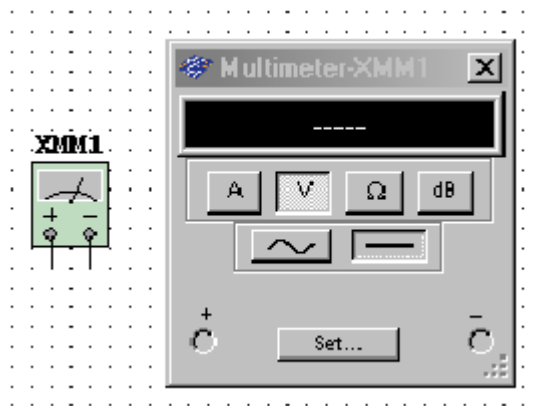 Multimeter-XMM1
-----
XMM1
A V Ω dB
+ −
+ −
Set...